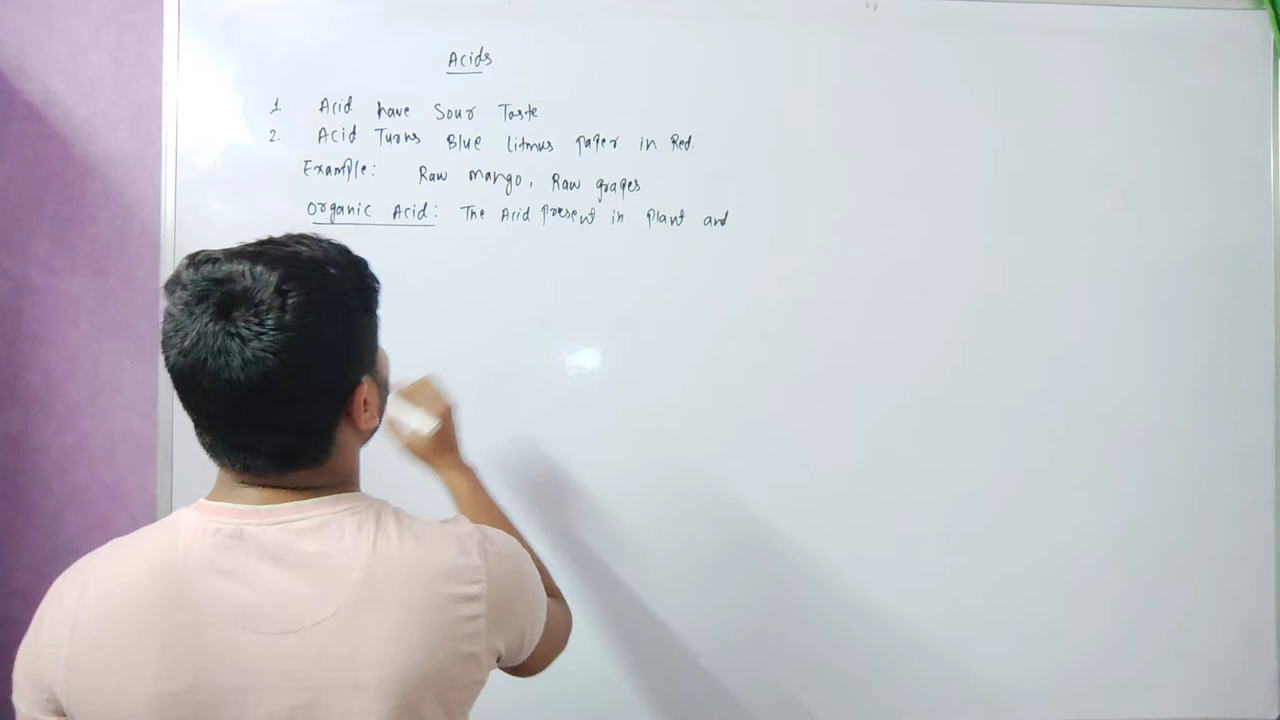 Acids
1. Acid have Sour Taste
2. Acid Turns Blue Litmus paper in Red.
Example: Raw mango, Raw grapes
Organic Acid: The Acid present in plant and